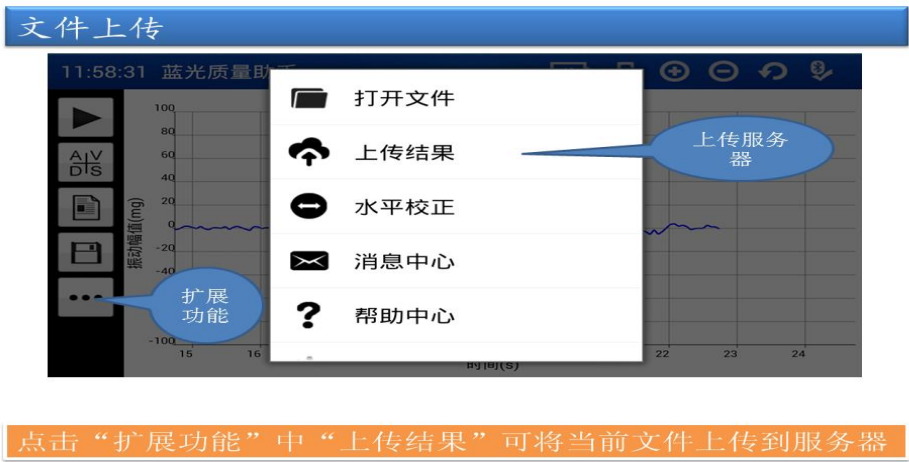 文件上传
11:58:31 蓝光质量助手
打开文件
上传结果
水平校正
消息中心
帮助中心
上传服务
器
A V
D S
扩展
功能
振动幅值(mg)
100
80
60
40
20
0
-20
-40
-100
15 16 22 23 24
时间(s)
点击“扩展功能”中“上传结果”可将当前文件上传到服务器